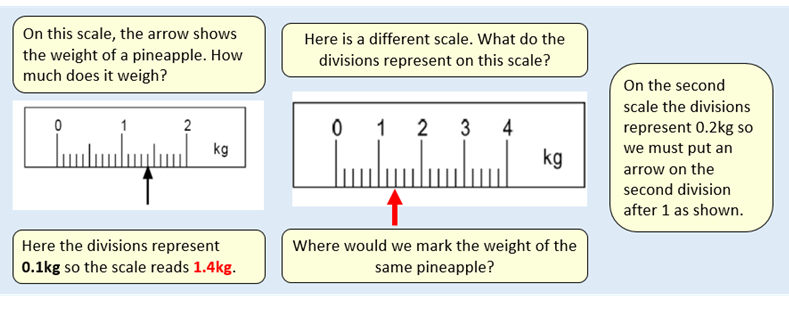 On this scale, the arrow shows
the weight of a pineapple. How
much does it weigh?
0 1 2
kg
Here the divisions represent
0.1kg so the scale reads 1.4kg.
Here is a different scale. What do the
divisions represent on this scale?
0 1 2 3 4
kg
Where would we mark the weight of the
same pineapple?
On the second
scale the divisions
represent 0.2kg so
we must put an
arrow on the
second division
after 1 as shown.